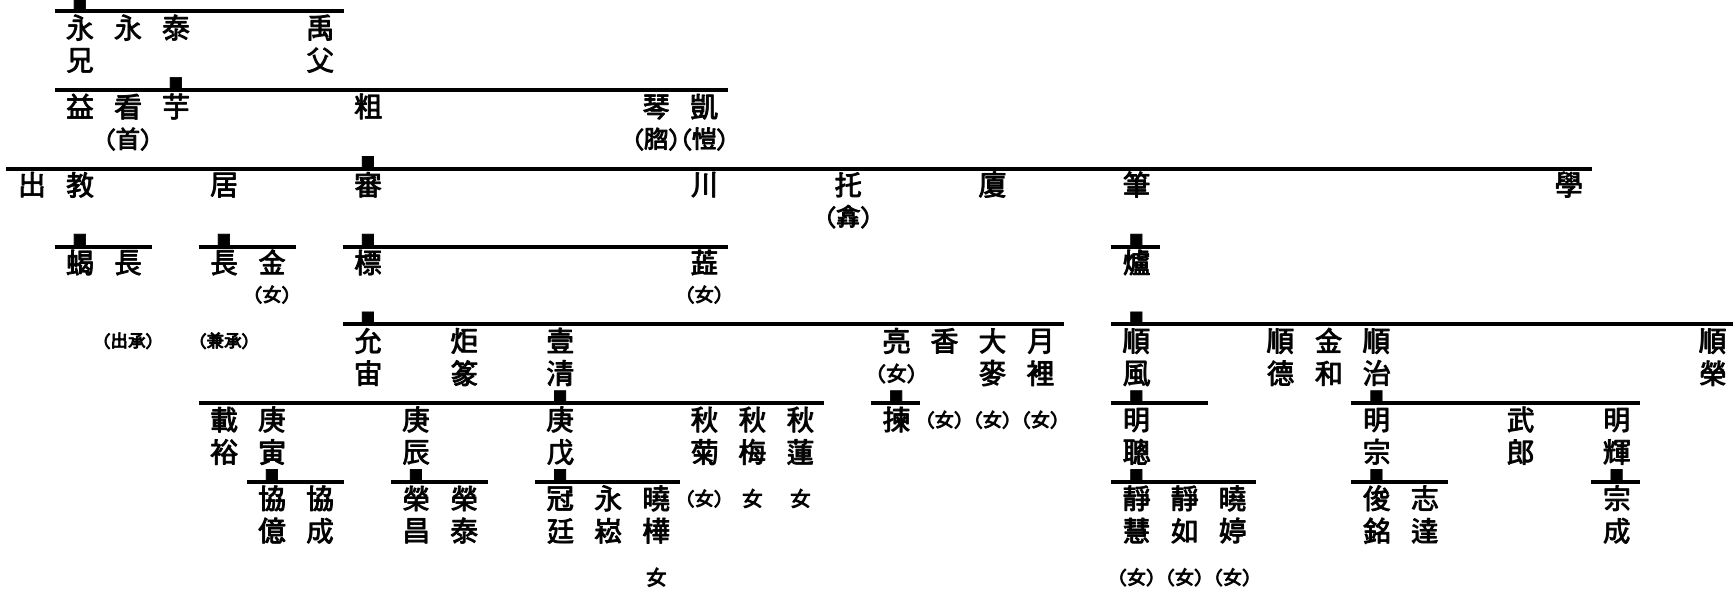 永兄 永 泰 禹父
益 看(首) 芋 粗 琴(䐃) 凱(愷)
出 教 居 審 川 托(馫) 廈 筆 學
蝎 長(出承) 長(兼承) 金(女) 標 蕋(女) 爐
允宙 炬篆 壹清 亮(女) 香(女) 大麥(女) 月裡(女) 順風 順德 金和 順治 順榮
載裕 庚寅 庚辰 庚戊 秋菊(女) 秋梅女 秋蓮女 揀 明聰 明宗 武郎 明輝
協億 協成 榮昌 榮泰 冠廷 永崧 曉樺女 靜慧(女) 靜如(女) 曉婷(女) 俊銘 志達 宗成